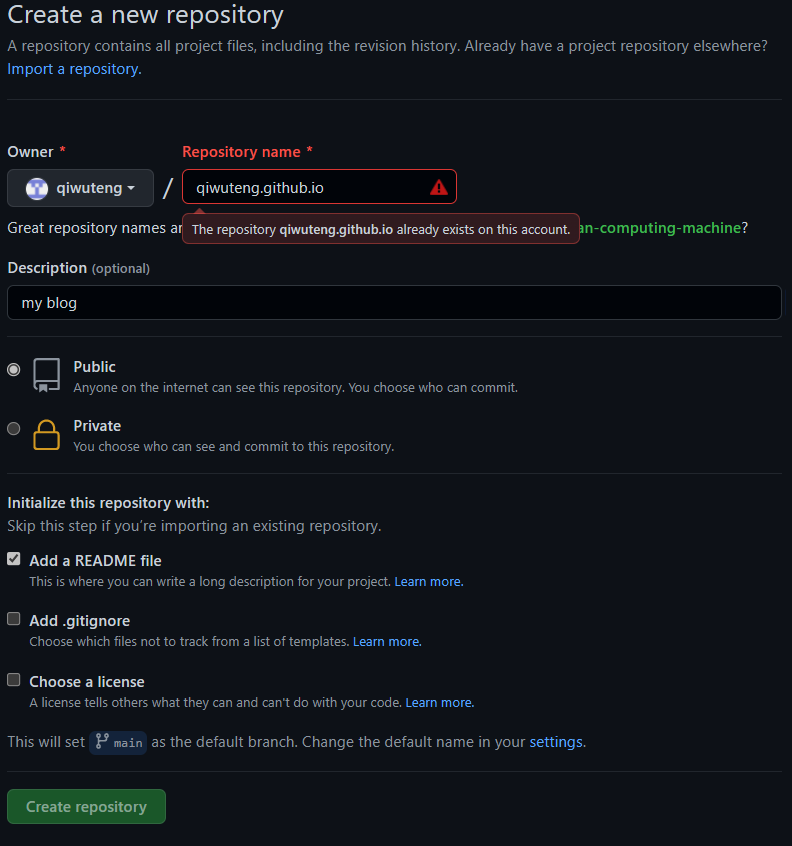 Create a new repository
A repository contains all project files, including the revision history. Already have a project repository elsewhere?
Import a repository.
Owner *
Repository name *
qiwuteng
/
qiwuteng.github.io
Great repository names ar
an-computing-machine?
The repository qiwuteng.github.io already exists on this account.
Description (optional)
my blog
Public
Anyone on the internet can see this repository. You choose who can commit.
Private
You choose who can see and commit to this repository.
Initialize this repository with:
Skip this step if you’re importing an existing repository.
Add a README file
This is where you can write a long description for your project. Learn more.
Add .gitignore
Choose which files not to track from a list of templates. Learn more.
Choose a license
A license tells others what they can and can't do with your code. Learn more.
This will set main as the default branch. Change the default name in your settings.
Create repository